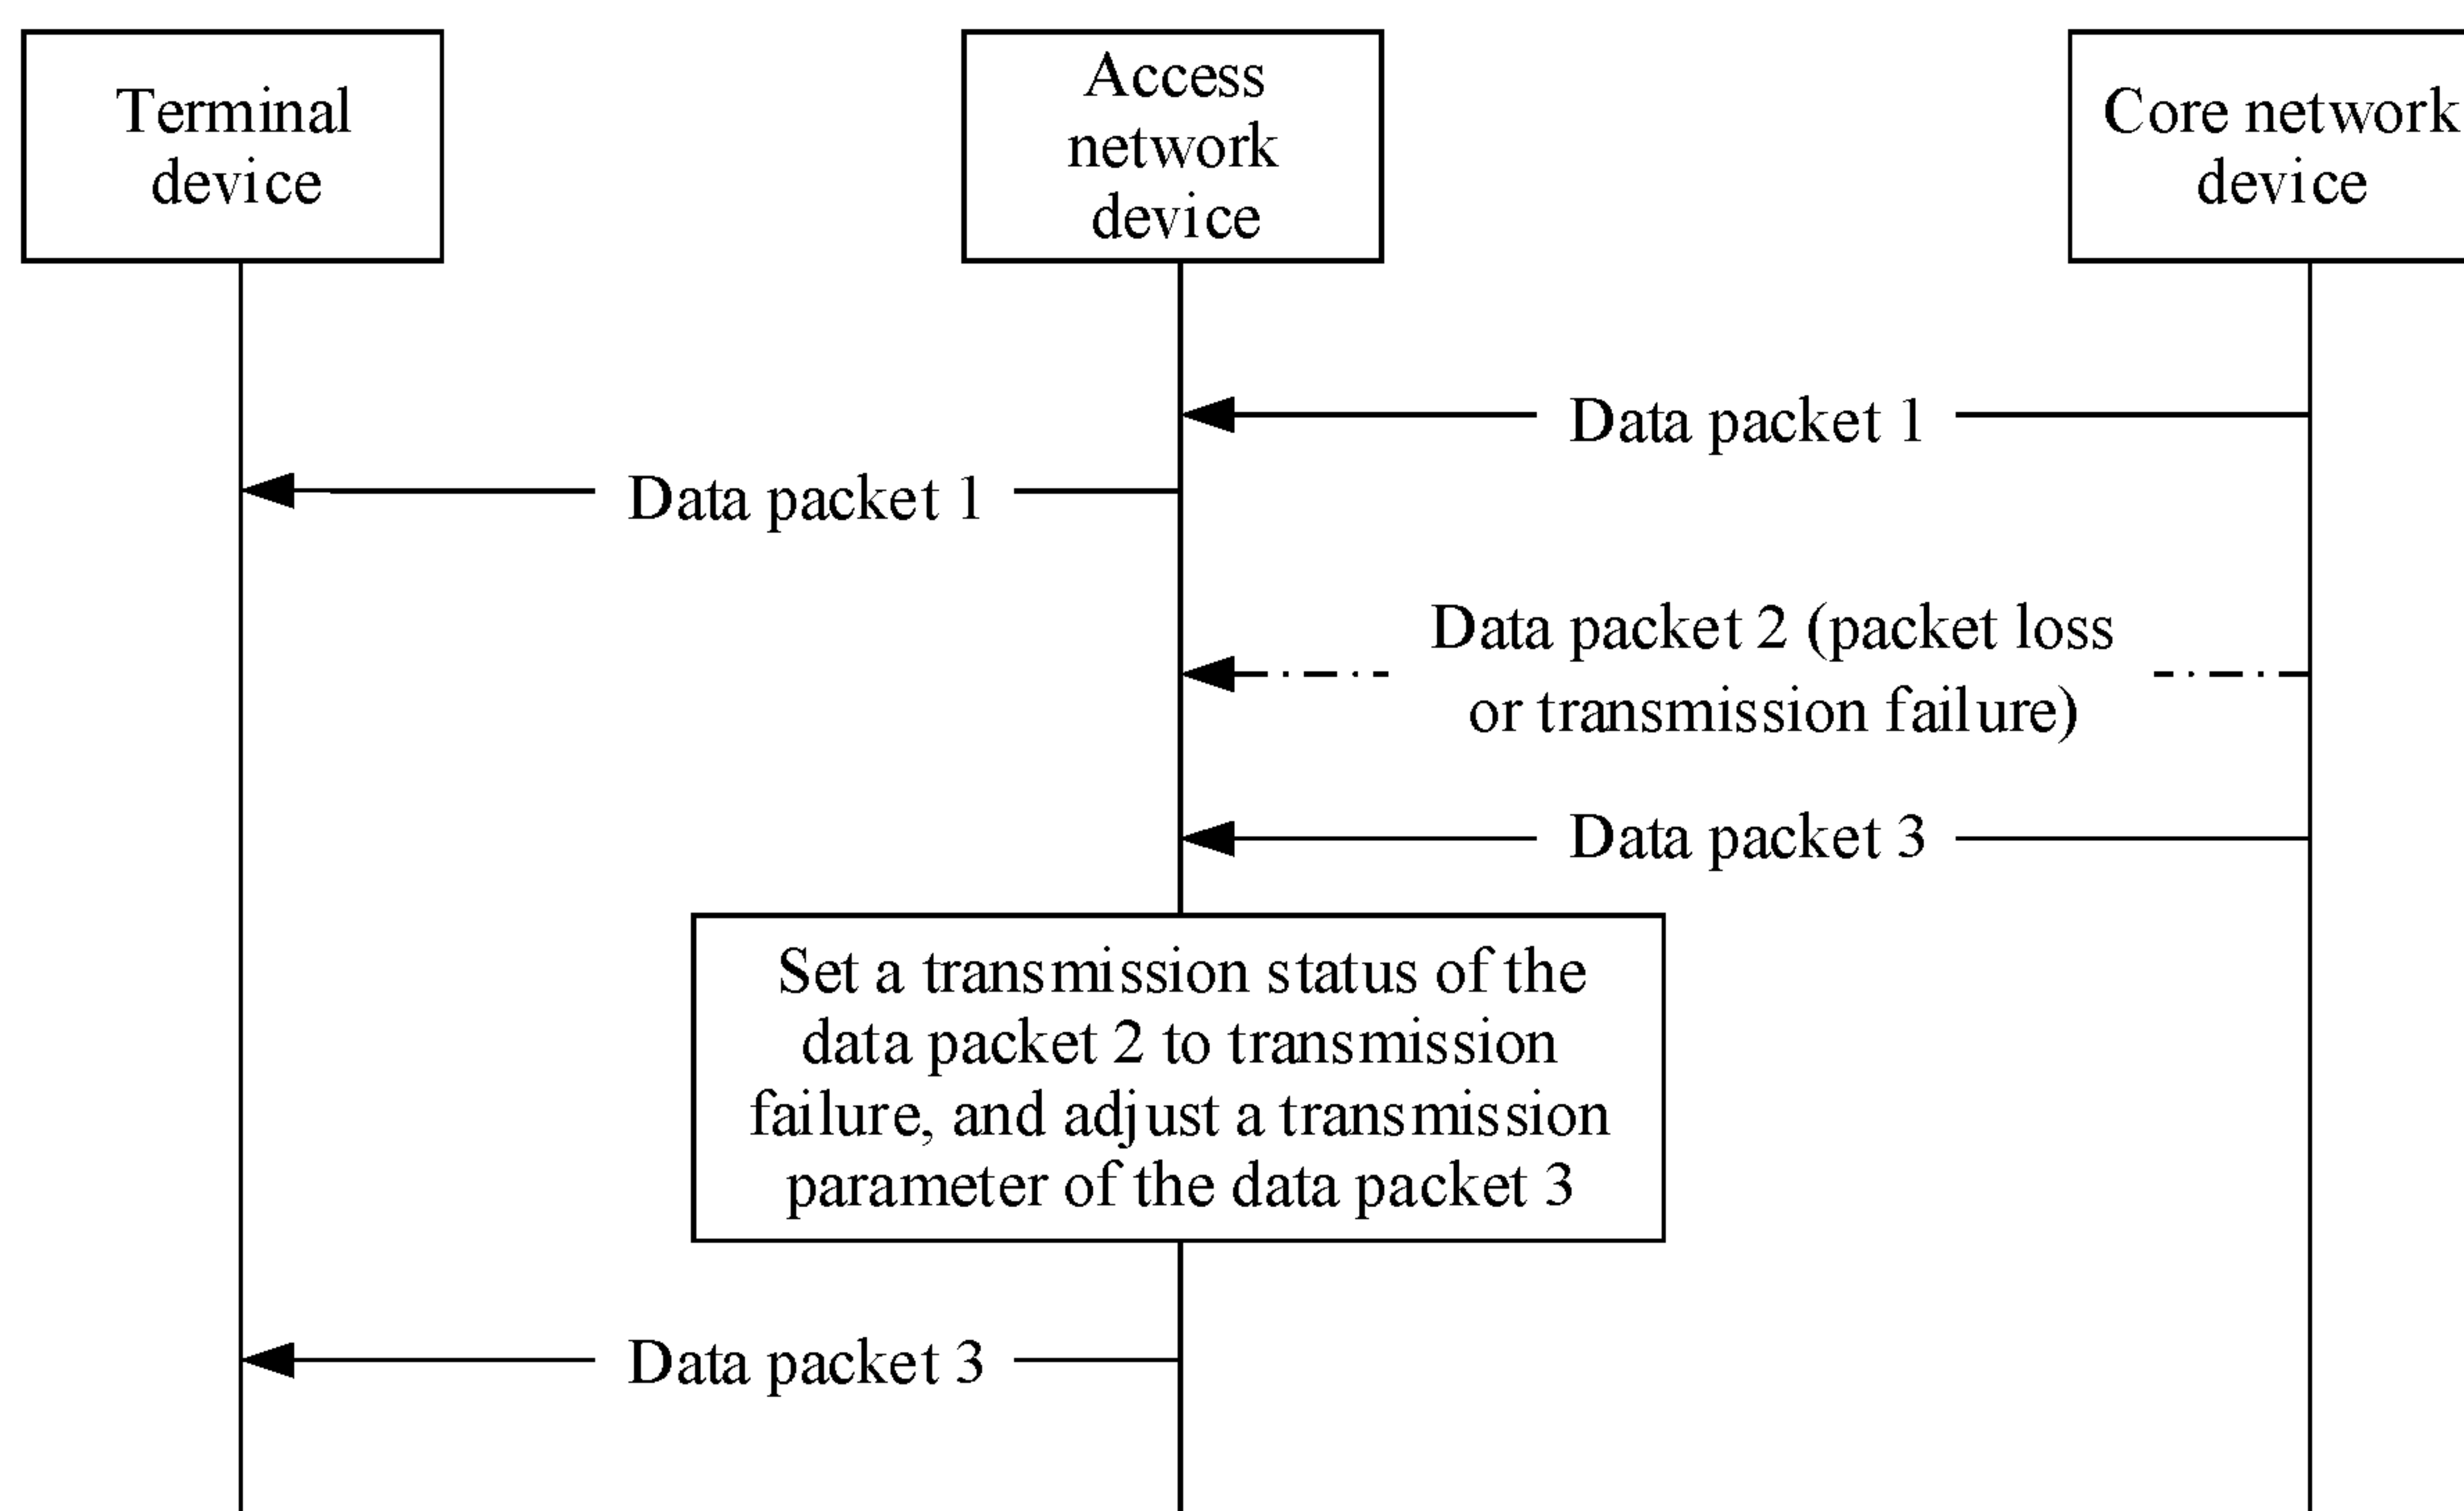 Terminal
device
Access
network
device
Core network
device
Data packet 1
Data packet 1
Data packet 2 (packet loss
or transmission failure)
Data packet 3
Set a transmission status of the
data packet 2 to transmission
failure, and adjust a transmission
parameter of the data packet 3
Data packet 3